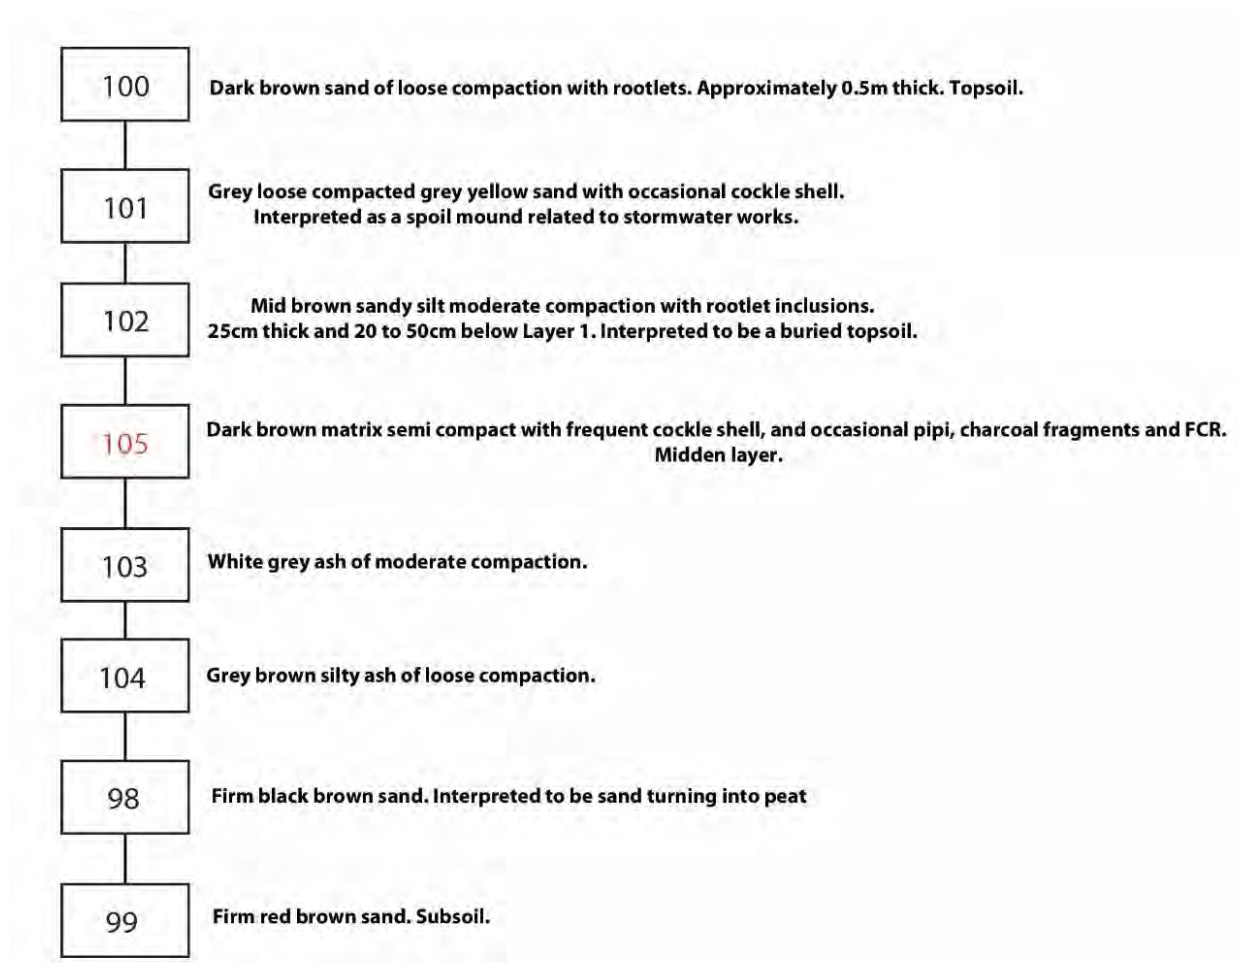 100
Dark brown sand of loose compaction with rootlets. Approximately 0.5m thick. Topsoil.
101
Grey loose compacted grey yellow sand with occasional cockle shell.
Interpreted as a spoil mound related to stormwater works.
102
Mid brown sandy silt moderate compaction with rootlet inclusions.
25cm thick and 20 to 50cm below Layer 1. Interpreted to be a buried topsoil.
105
Dark brown matrix semi compact with frequent cockle shell, and occasional pipi, charcoal fragments and FCR.
Midden layer.
103
White grey ash of moderate compaction.
104
Grey brown silty ash of loose compaction.
98
Firm black brown sand. Interpreted to be sand turning into peat
99
Firm red brown sand. Subsoil.